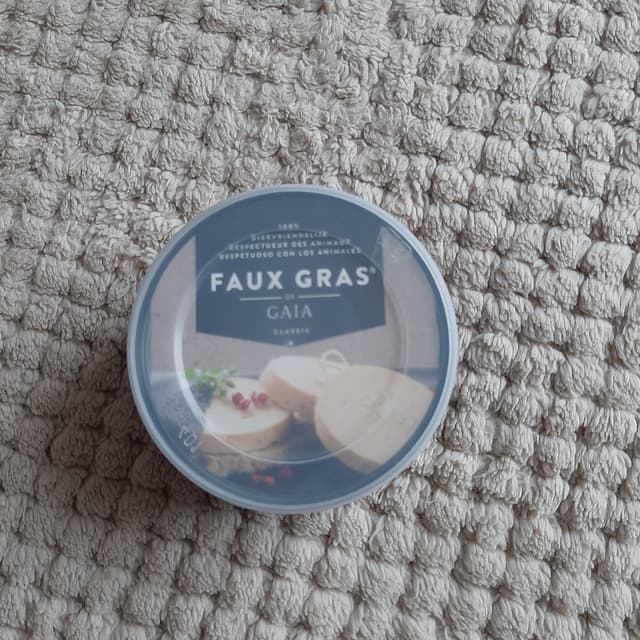 100%
DIERVRIENDELIJK
RESPECTUEUX DES ANIMAUX
RESPETUOSO CON LOS ANIMALES
FAUX GRAS®
GAIA
CLASSIC